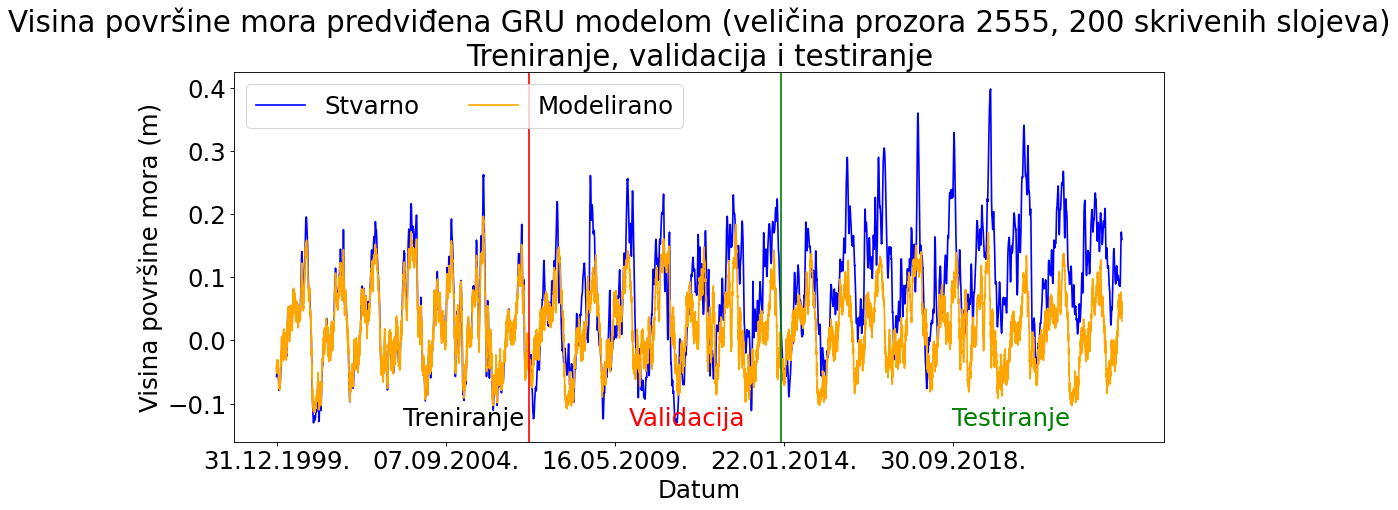 Visina površine mora predviđena GRU modelom (veličina prozora 2555, 200 skrivenih slojeva)
Treniranje, validacija i testiranje
Stvarno
Modelirano
Visina površine mora (m)
0.4
0.3
0.2
0.1
0.0
−0.1
Treniranje
Validacija
Testiranje
31.12.1999.
07.09.2004.
16.05.2009.
22.01.2014.
30.09.2018.
Datum